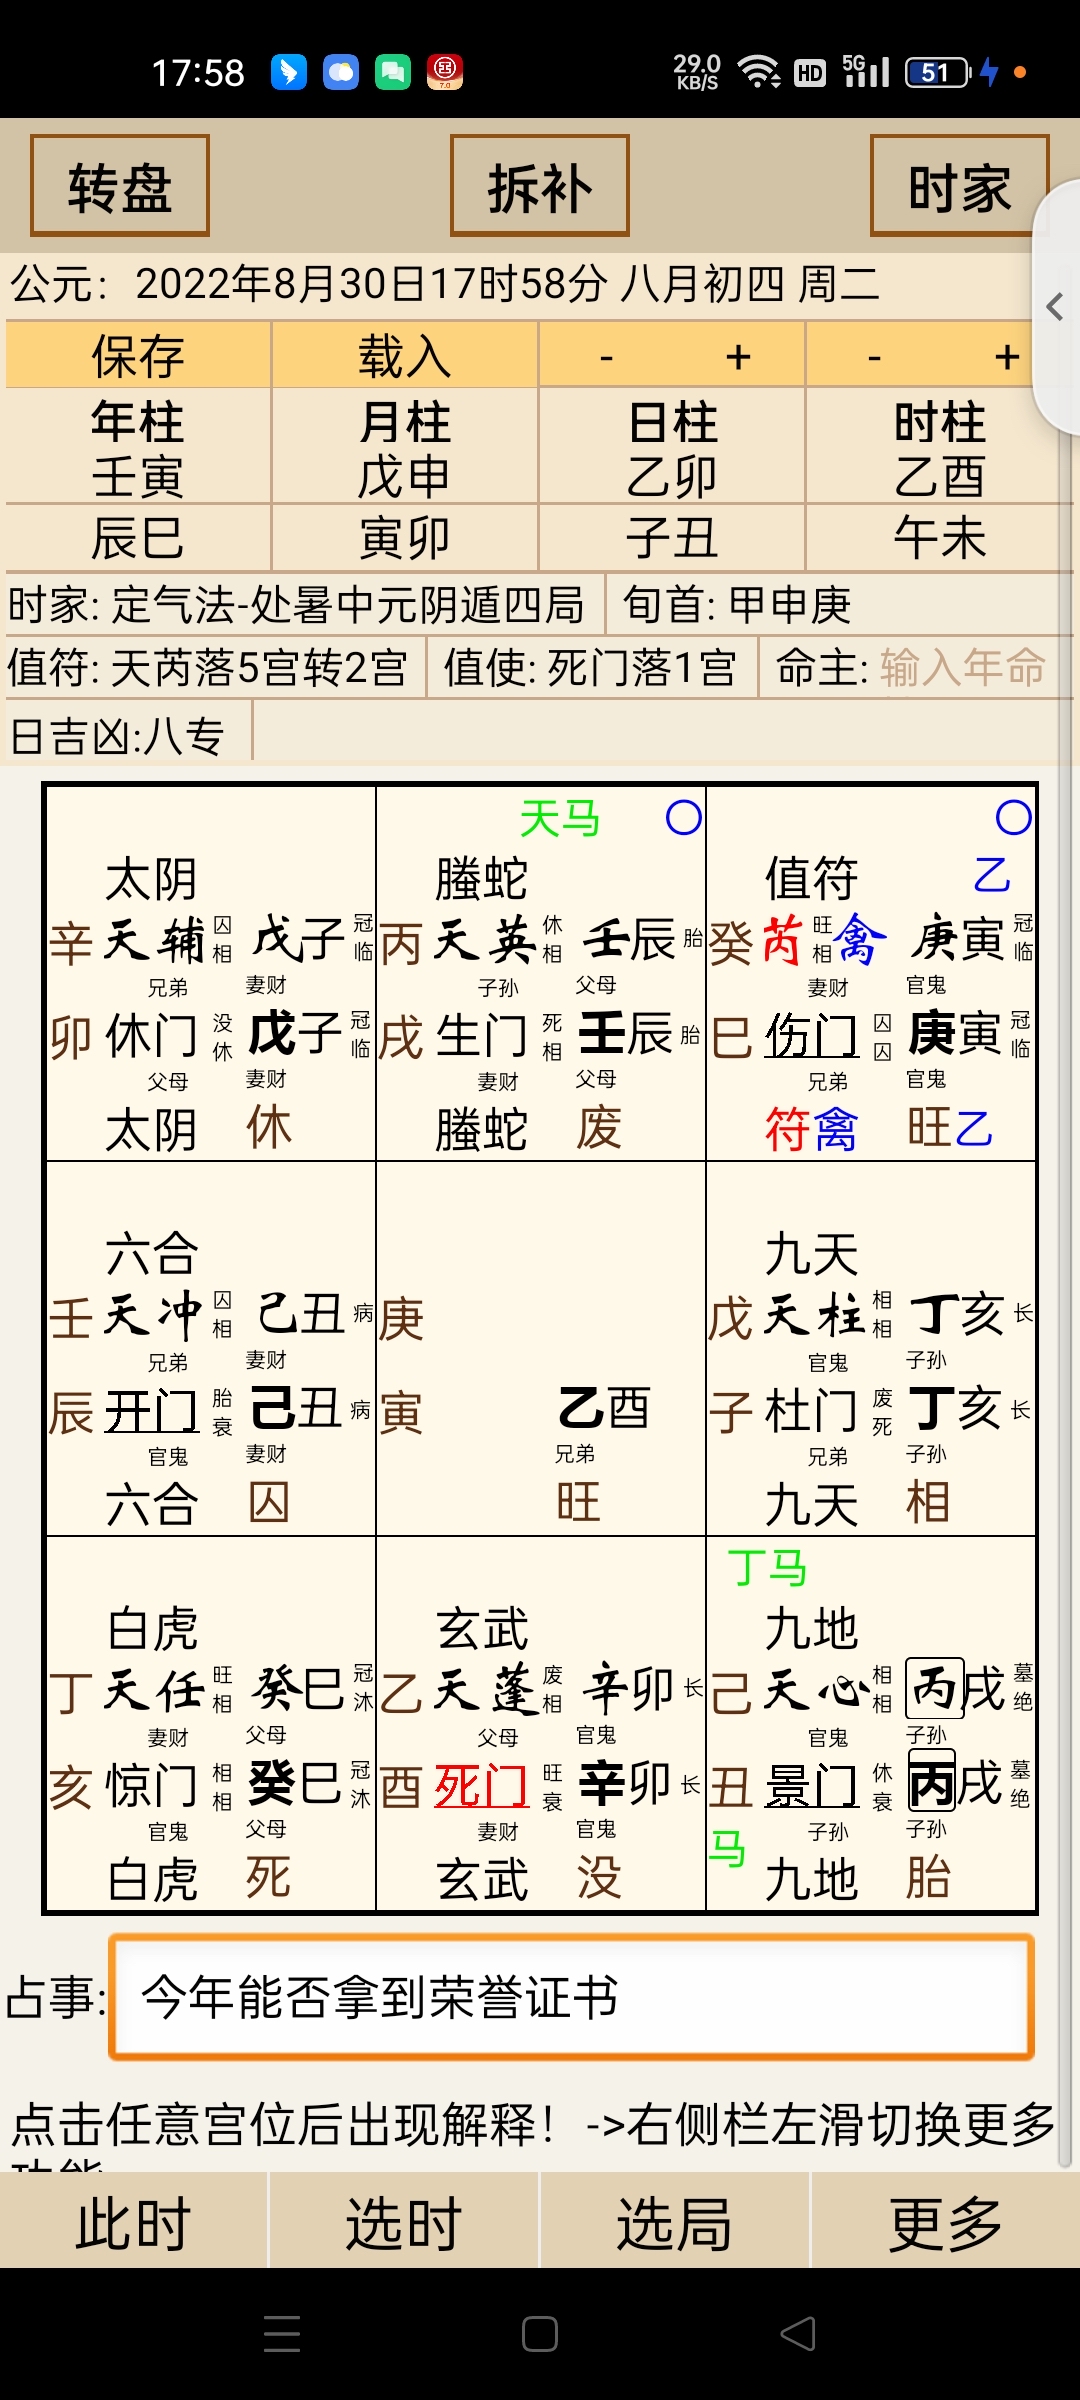 17:58 29.0 KB/S HD 5G 51
转盘 拆补 时家
公元：2022年8月30日17时58分 八月初四 周二
保存 载入 - + - +
年柱 月柱 日柱 时柱
壬寅 戊申 乙卯 乙酉
辰巳 寅卯 子丑 午未
时家: 定气法-处暑中元阴遁四局 旬首: 甲申庚
值符: 天芮落5宫转2宫 值使: 死门落1宫 命主: 输入年命
日吉凶:八专
太阴
辛 天辅 囚相 戊子 冠临
兄弟 妻财
卯 休门 没休 戊子 冠临
父母 妻财
太阴 休
天马 〇
螣蛇
丙 天英 休相 壬辰 胎
子孙 父母
戌 生门 死相 壬辰 胎
妻财 父母
螣蛇 废
〇
值符 乙
癸 芮 旺相 禽 庚寅 冠临
妻财 官鬼
巳 伤门 囚囚 庚寅 冠临
兄弟 官鬼
符禽 旺乙
六合
壬 天冲 囚相 己丑 病
兄弟 妻财
辰 开门 胎衰 己丑 病
官鬼 妻财
六合 囚
庚
寅 乙酉
兄弟
旺
九天
戊 天柱 相相 丁亥 长
官鬼 子孙
子 杜门 废死 丁亥 长
兄弟 子孙
九天 相
白虎
丁 天任 旺相 癸巳 冠沐
妻财 父母
亥 惊门 相相 癸巳 冠沐
官鬼 父母
白虎 死
玄武
乙 天蓬 废相 辛卯 长
父母 官鬼
酉 死门 旺衰 辛卯 长
妻财 官鬼
玄武 没
丁马
九地
己 天心 相相 丙戌 墓绝
官鬼 子孙
丑 景门 休衰 丙戌 墓绝
子孙 子孙
马 九地 胎
占事: 今年能否拿到荣誉证书
点击任意宫位后出现解释！->右侧栏左滑切换更多
功能
此时 选时 选局 更多